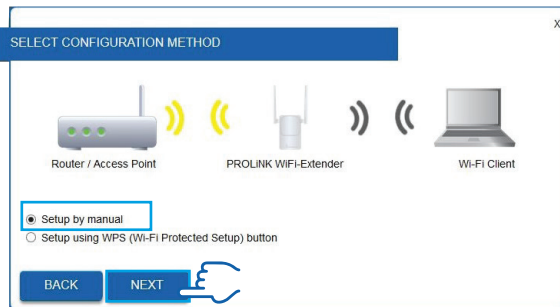 X
SELECT CONFIGURATION METHOD
Router / Access Point PROLiNK WiFi-Extender Wi-Fi Client
Setup by manual
Setup using WPS (Wi-Fi Protected Setup) button
BACK NEXT